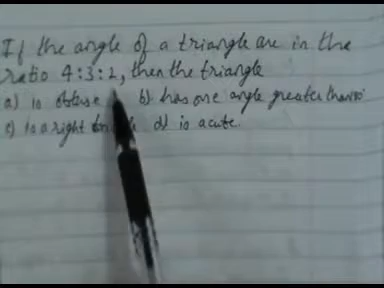 If the angle of a triangle are in the
ratio 4:3:2, then the triangle
a) is obtuse b) has one angle greater than
c) is a right d) is acute.